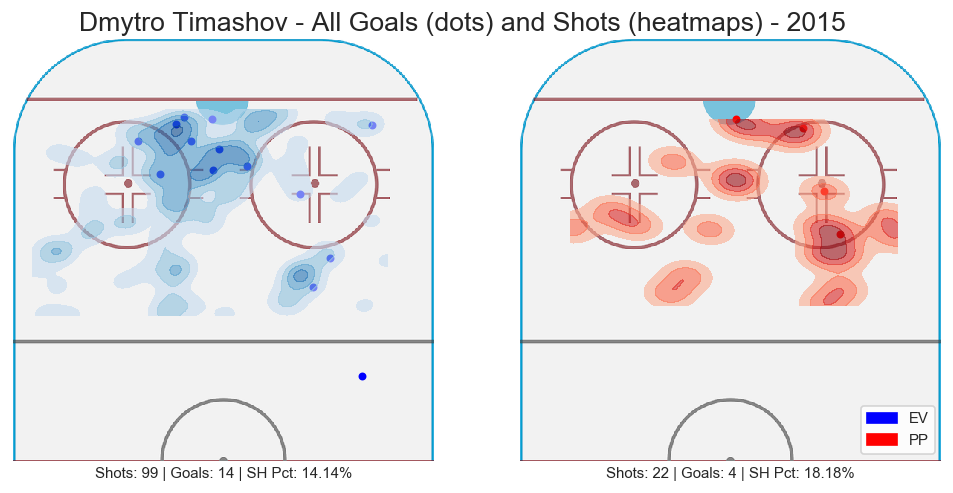 Dmytro Timashov - All Goals (dots) and Shots (heatmaps) - 2015
EV
PP
Shots: 99 | Goals: 14 | SH Pct: 14.14%
Shots: 22 | Goals: 4 | SH Pct: 18.18%